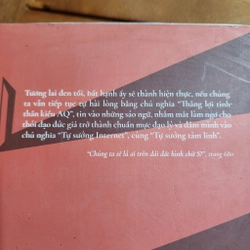 Tương lai đen tối, bất hạnh ấy sẽ thành hiện thực, nếu chúng
ta vẫn tiếp tục tự hài lòng bằng chủ nghĩa "Thắng lợi tinh
thần kiểu AQ", tin vào những sáo ngữ, nhắm mắt làm ngơ cho
thói đạo đức giả trở thành chuẩn mực đạo lý và đắm mình vào
chủ nghĩa "Tự sướng Internet", cùng "Tự sướng tâm linh".
"Chúng ta sẽ là ai trên dải đất hình chữ S?", trang